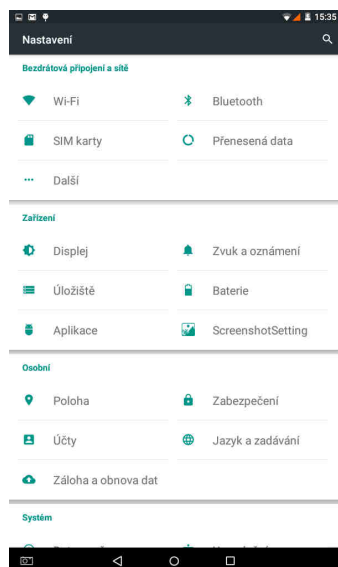 15:35
Nastavení
Bezdrátová připojení a sítě
Wi-Fi
Bluetooth
SIM karty
Přenesená data
Další
Zařízení
Displej
Zvuk a oznámení
Úložiště
Baterie
Aplikace
ScreenshotSetting
Osobní
Poloha
Zabezpečení
Účty
Jazyk a zadávání
Záloha a obnova dat
Systém